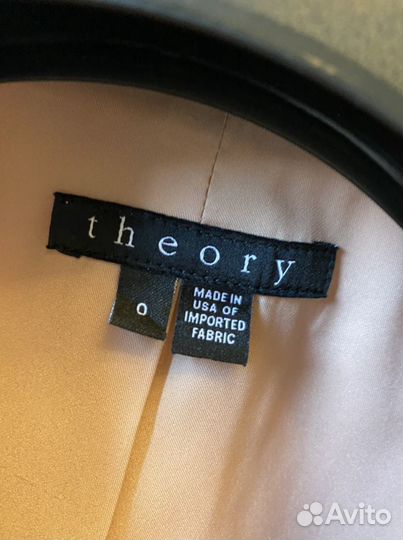 theory
0
MADE IN
USA OF
IMPORTED
FABRIC
Avito